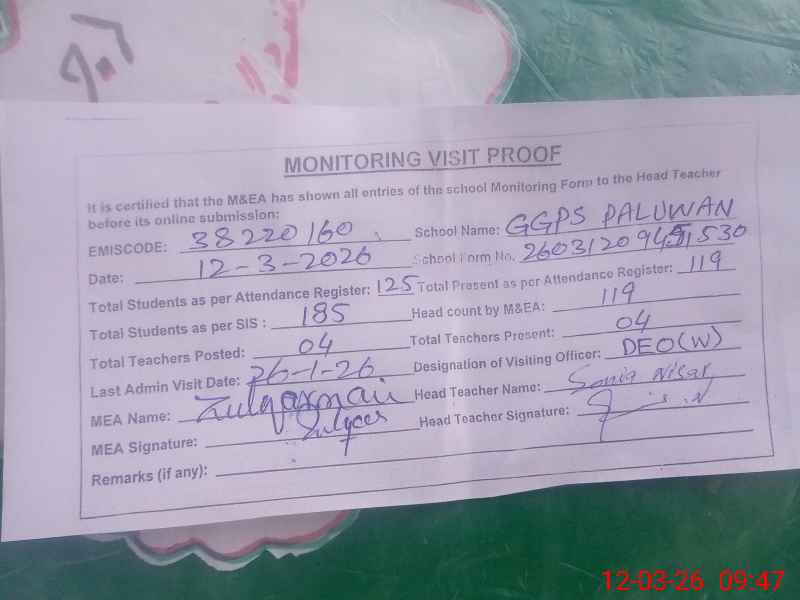 MONITORING VISIT PROOF
It is certified that the M&EA has shown all entries of the school Monitoring Form to the Head Teacher
before its online submission:
EMISCODE: 38220160 School Name: GGPS PALUWAN
Date: 12-3-2026 School Form No. 530
Total Students as per Attendance Register: 125 Total Present as per Attendance Register: 119
Total Students as per SIS : 185 Head count by M&EA: 119
Total Teachers Posted: 04 Total Teachers Present: 04
Last Admin Visit Date: 26-1-26 Designation of Visiting Officer: DEO(W)
MEA Name: Head Teacher Name: Sonia Nisar
MEA Signature: Head Teacher Signature:
Remarks (if any):
12-03-26 09:47